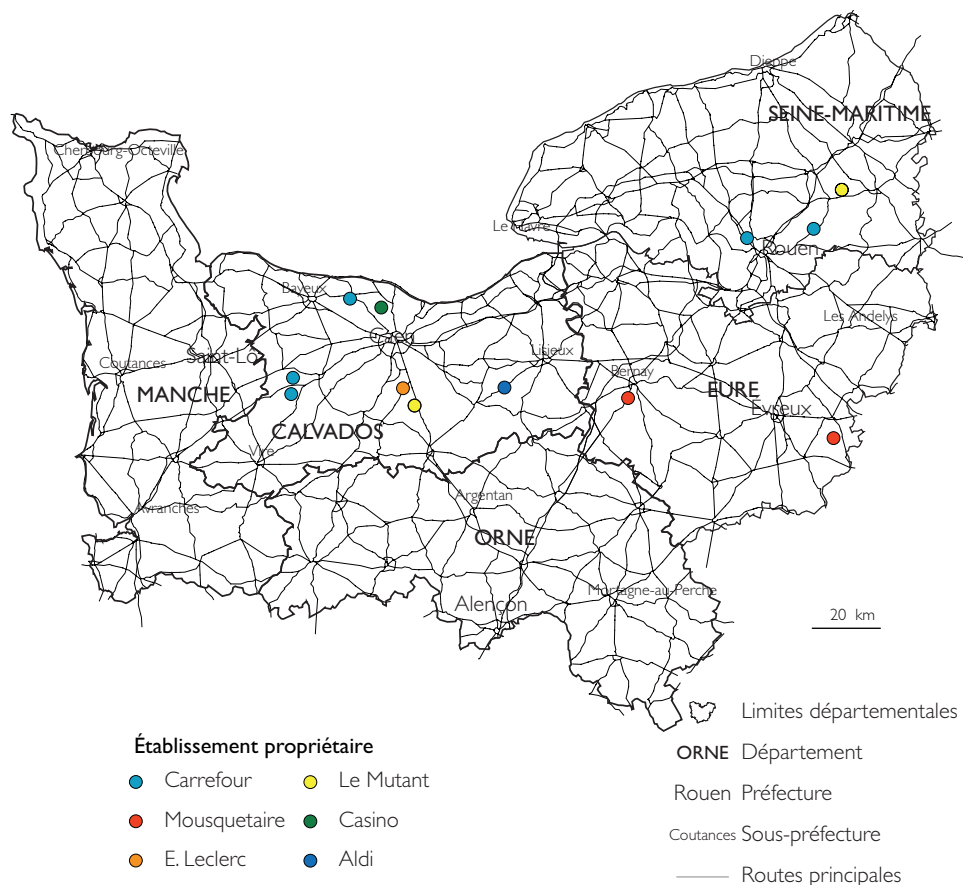 Dieppe
SEINE-MARITIME
Cherbourg-Octeville
Le Havre
Rouen
Bayeux
Les Andelys
Caen
Lisieux
Saint-Lô
Coutances
Bernay
MANCHE
EURE
Evreux
CALVADOS
Vire
Argentan
Avranches
ORNE
Mortagne-au-Perche
Alençon
20 km
Limites départementales
Établissement propriétaire
ORNE Département
Carrefour Le Mutant
Rouen Préfecture
Mousquetaire Casino
Coutances Sous-préfecture
E. Leclerc Aldi
Routes principales